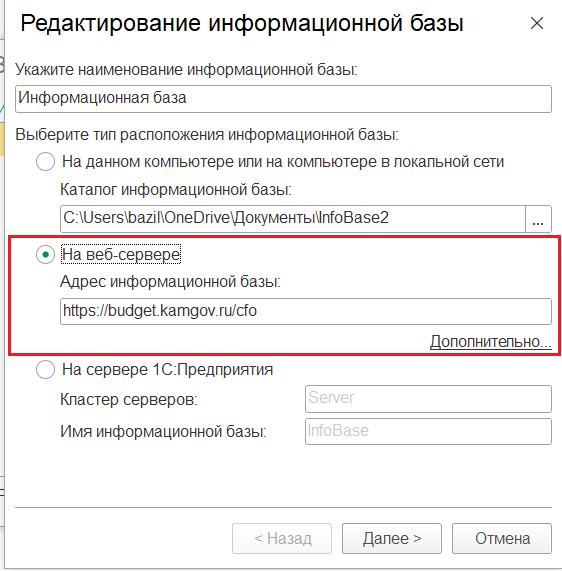 Редактирование информационной базы
Укажите наименование информационной базы:
Информационная база
Выберите тип расположения информационной базы:
На данном компьютере или на компьютере в локальной сети
Каталог информационной базы:
C:\Users\bazil\OneDrive\Документы\InfoBase2
...
На веб-сервере
Адрес информационной базы:
https://budget.kamgov.ru/cfo
Дополнительно...
На сервере 1С:Предприятия
Кластер серверов:
Server
Имя информационной базы:
InfoBase
< Назад
Далее >
Отмена